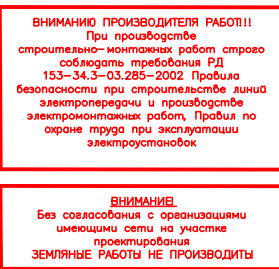 ВНИМАНИЮ ПРОИЗВОДИТЕЛЯ РАБОТ!!!
При производстве
строительно-монтажных работ строго
соблюдать требования РД
153-34.3-03.285-2002 Правила
безопасности при строительстве линий
электропередачи и производстве
электромонтажных работ, Правил по
охране труда при эксплуатации
электроустановок
ВНИМАНИЕ!
Без согласования с организациями
имеющими сети на участке
проектирования
ЗЕМЛЯНЫЕ РАБОТЫ НЕ ПРОИЗВОДИТЬ!